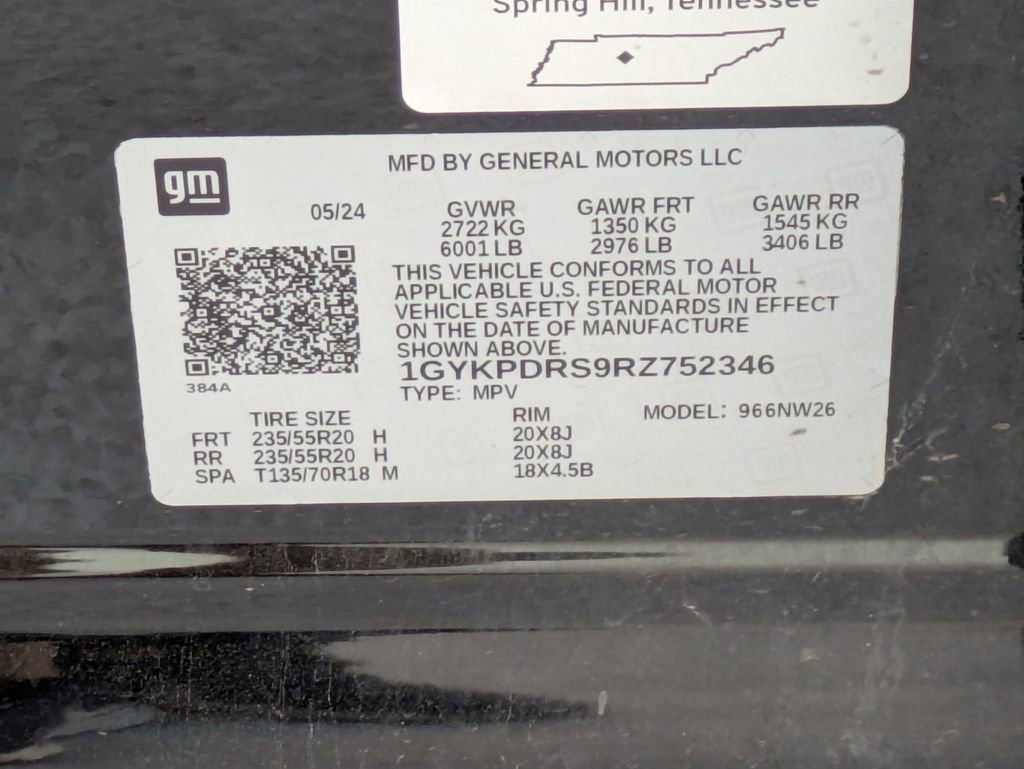 Spring Hill, Tennessee
gm
MFD BY GENERAL MOTORS LLC
05/24
GVWR GAWR FRT GAWR RR
2722 KG 1350 KG 1545 KG
6001 LB 2976 LB 3406 LB
THIS VEHICLE CONFORMS TO ALL
APPLICABLE U.S. FEDERAL MOTOR
VEHICLE SAFETY STANDARDS IN EFFECT
ON THE DATE OF MANUFACTURE
SHOWN ABOVE.
384A
1GYKPDRS9RZ752346
TYPE: MPV
TIRE SIZE RIM MODEL: 966NW26
FRT 235/55R20 H 20X8J
RR 235/55R20 H 20X8J
SPA T135/70R18 M 18X4.5B